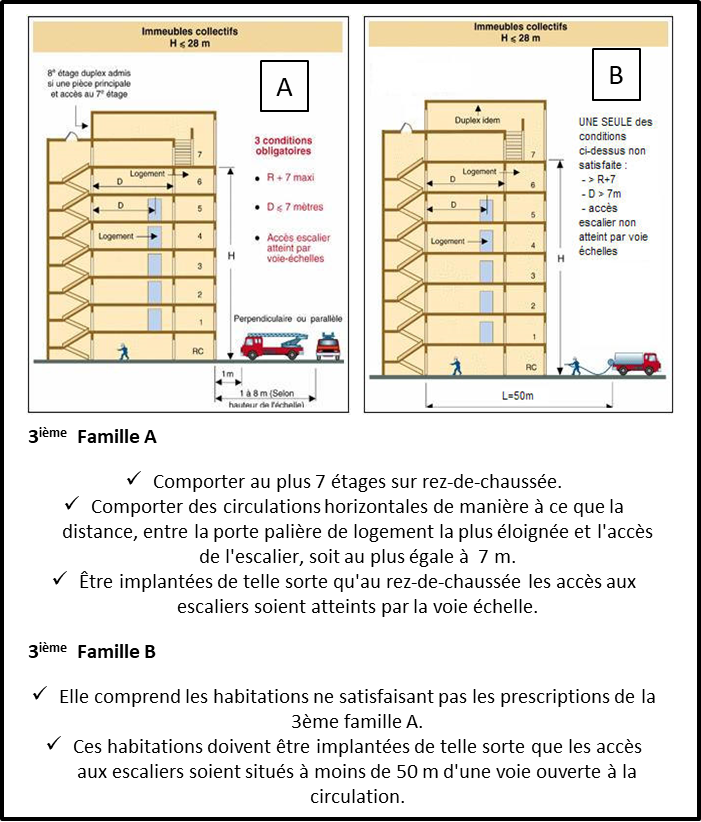 Immeubles collectifs
H ⩽ 28 m
A
8e étage duplex admis
si une pièce principale
et accès au 7e étage
3 conditions
obligatoires
• R + 7 maxi
• D ⩽ 7 mètres
• Accès escalier
atteint par
voie-échelles
7
Logement
D
6
D
5
Logement
4
3
2
1
RC
H
Perpendiculaire ou parallèle
1m
1 à 8 m (Selon
hauteur de l'échelle)
Immeubles collectifs
H ⩽ 28 m
B
Duplex idem
UNE SEULE des
conditions
ci-dessus non
satisfaite :
- > R+7
- D > 7m
- accès
escalier non
atteint par voie
échelles
7
Logement
D
6
D
5
Logement
4
3
2
1
RC
H
L=50m
3ième Famille A
✓ Comporter au plus 7 étages sur rez-de-chaussée.
✓ Comporter des circulations horizontales de manière à ce que la
distance, entre la porte palière de logement la plus éloignée et l'accès
de l'escalier, soit au plus égale à 7 m.
✓ Être implantées de telle sorte qu'au rez-de-chaussée les accès aux
escaliers soient atteints par la voie échelle.
3ième Famille B
✓ Elle comprend les habitations ne satisfaisant pas les prescriptions de la
3ème famille A.
✓ Ces habitations doivent être implantées de telle sorte que les accès
aux escaliers soient situés à moins de 50 m d'une voie ouverte à la
circulation.